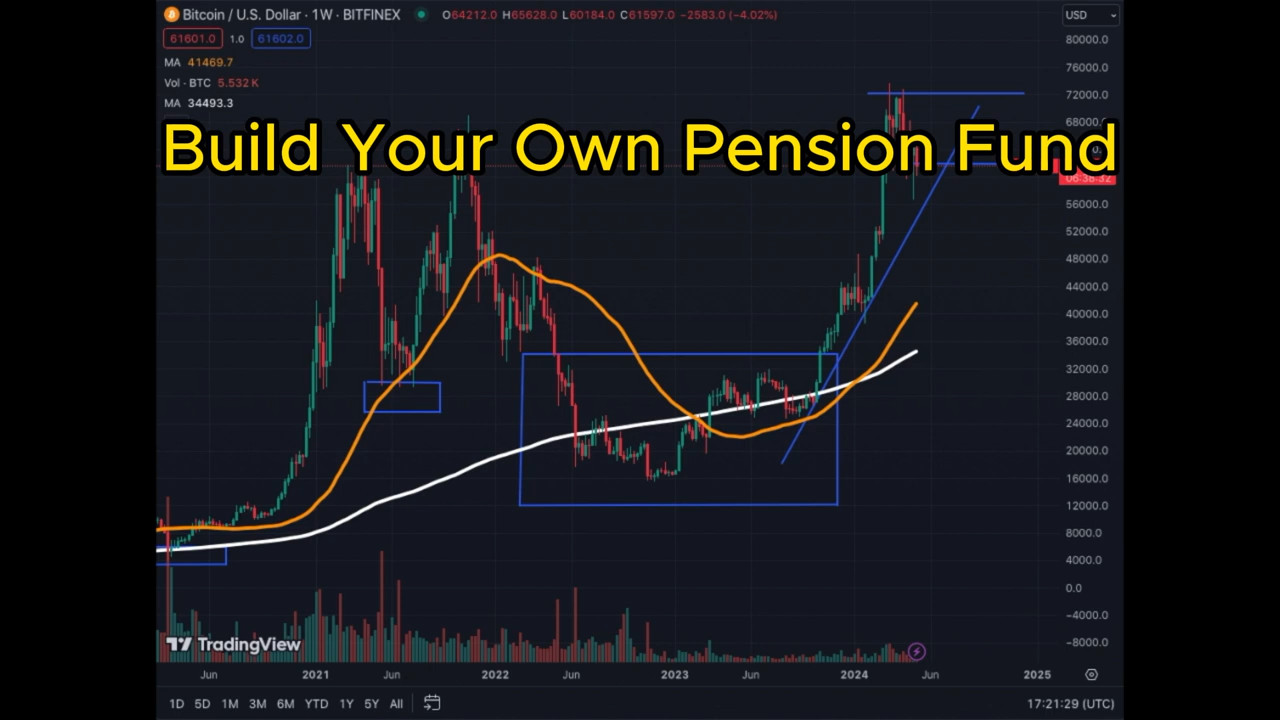 Bitcoin / U.S. Dollar · 1W · BITFINEX
O64212.0 H65628.0 L60184.0 C61597.0 −2583.0 (−4.02%)
USD
61601.0 1.0 61602.0
MA 41469.7
Vol · BTC 5.532 K
MA 34493.3
Build Your Own Pension Fund
80000.0
76000.0
72000.0
68000.0
06:38:32
56000.0
52000.0
48000.0
44000.0
40000.0
36000.0
32000.0
28000.0
24000.0
20000.0
16000.0
12000.0
8000.0
4000.0
0.0
−4000.0
−8000.0
TradingView
Jun 2021 Jun 2022 Jun 2023 Jun 2024 Jun 2025
1D 5D 1M 3M 6M YTD 1Y 5Y All
17:21:29 (UTC)